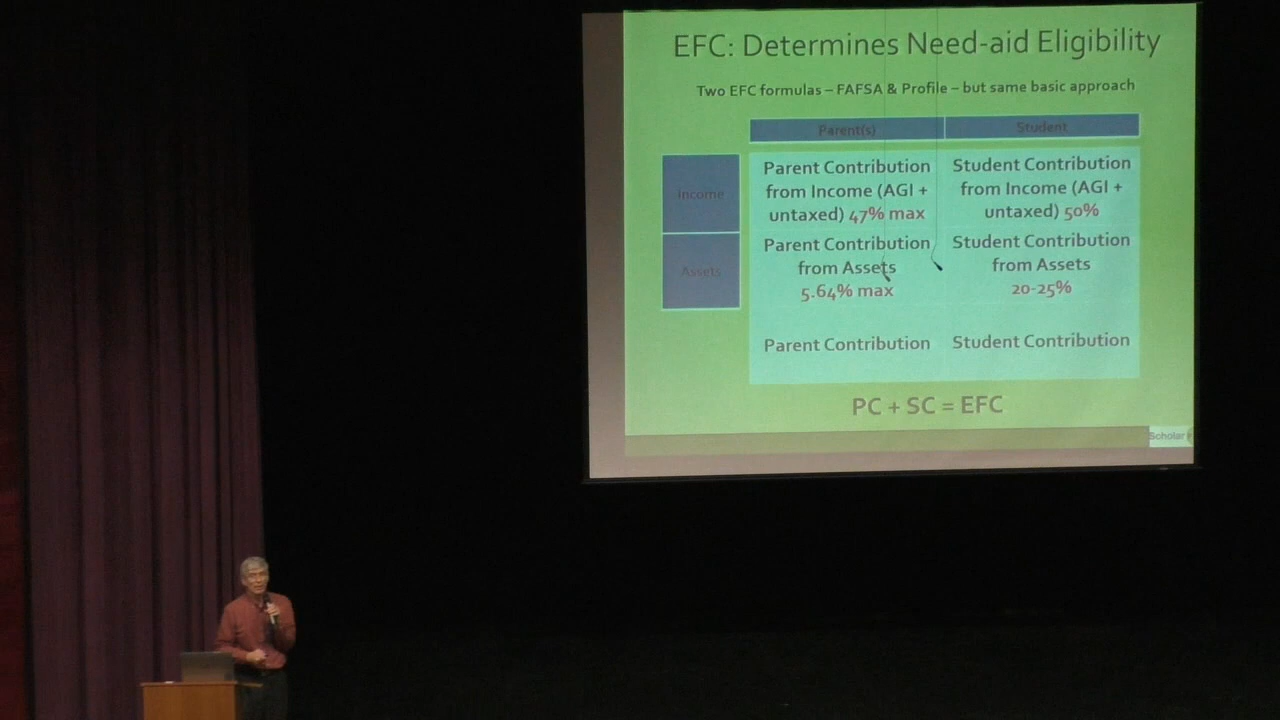 EFC: Determines Need-aid Eligibility
Two EFC formulas – FAFSA & Profile – but same basic approach
Parent(s)
Student
Income
Parent Contribution
from Income (AGI +
untaxed) 47% max
Student Contribution
from Income (AGI +
untaxed) 50%
Assets
Parent Contribution
from Assets
5.64% max
Student Contribution
from Assets
20-25%
Parent Contribution
Student Contribution
PC + SC = EFC
Scholar